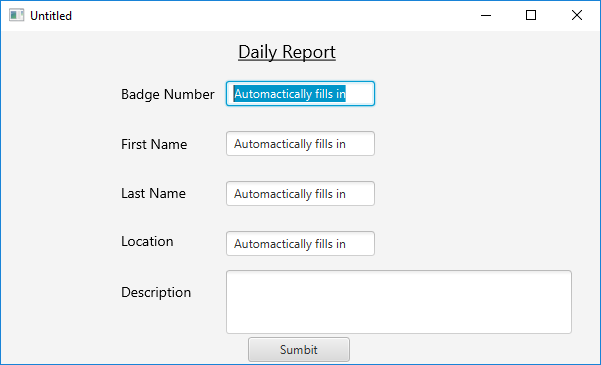 Untitled
Daily Report
Badge Number Automactically fills in
First Name Automactically fills in
Last Name Automactically fills in
Location Automactically fills in
Description
Sumbit